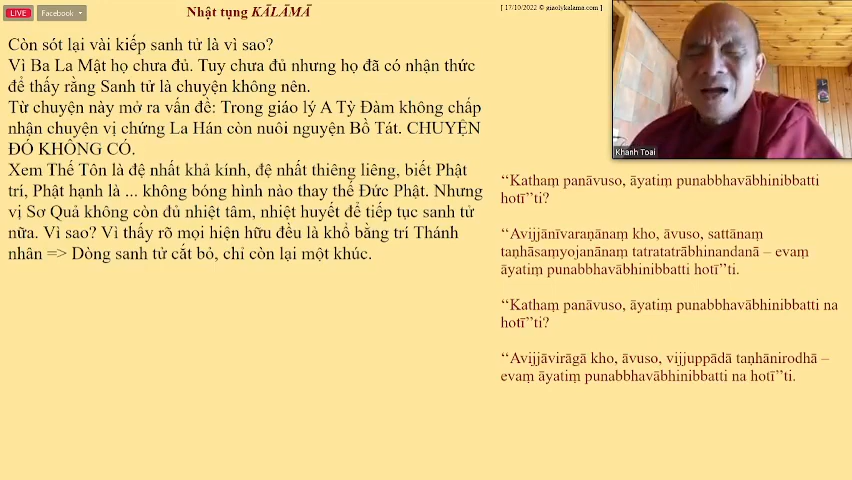 LIVE
Facebook
Nhật tụng KĀLĀMĀ
[ 17/10/2022 © giaolykalama.com ]
Còn sót lại vài kiếp sanh tử là vì sao?
Vì Ba La Mật họ chưa đủ. Tuy chưa đủ nhưng họ đã có nhận thức
để thấy rằng Sanh tử là chuyện không nên.
Từ chuyện này mở ra vấn đề: Trong giáo lý A Tỳ Đàm không chấp
nhận chuyện vị chứng La Hán còn nuôi nguyện Bồ Tát. CHUYỆN
ĐÓ KHÔNG CÓ.
Xem Thế Tôn là đệ nhất khả kính, đệ nhất thiêng liêng, biết Phật
trí, Phật hạnh là ... không bóng hình nào thay thế Đức Phật. Nhưng
vị Sơ Quả không còn đủ nhiệt tâm, nhiệt huyết để tiếp tục sanh tử
nữa. Vì sao? Vì thấy rõ mọi hiện hữu đều là khổ bằng trí Thánh
nhân => Dòng sanh tử cắt bỏ, chỉ còn lại một khúc.
Khanh Toai
“Kathaṃ panāvuso, āyatiṃ punabbhavābhinibbatti
hotī”ti?
“Avijjānīvaraṇānaṃ kho, āvuso, sattānaṃ
taṇhāsaṃyojanānaṃ tatratatrābhinandanā – evaṃ
āyatiṃ punabbhavābhinibbatti hotī”ti.
“Kathaṃ panāvuso, āyatiṃ punabbhavābhinibbatti na
hotī”ti?
“Avijjāvirāgā kho, āvuso, vijjuppādā taṇhānirodhā –
evaṃ āyatiṃ punabbhavābhinibbatti na hotī”ti.